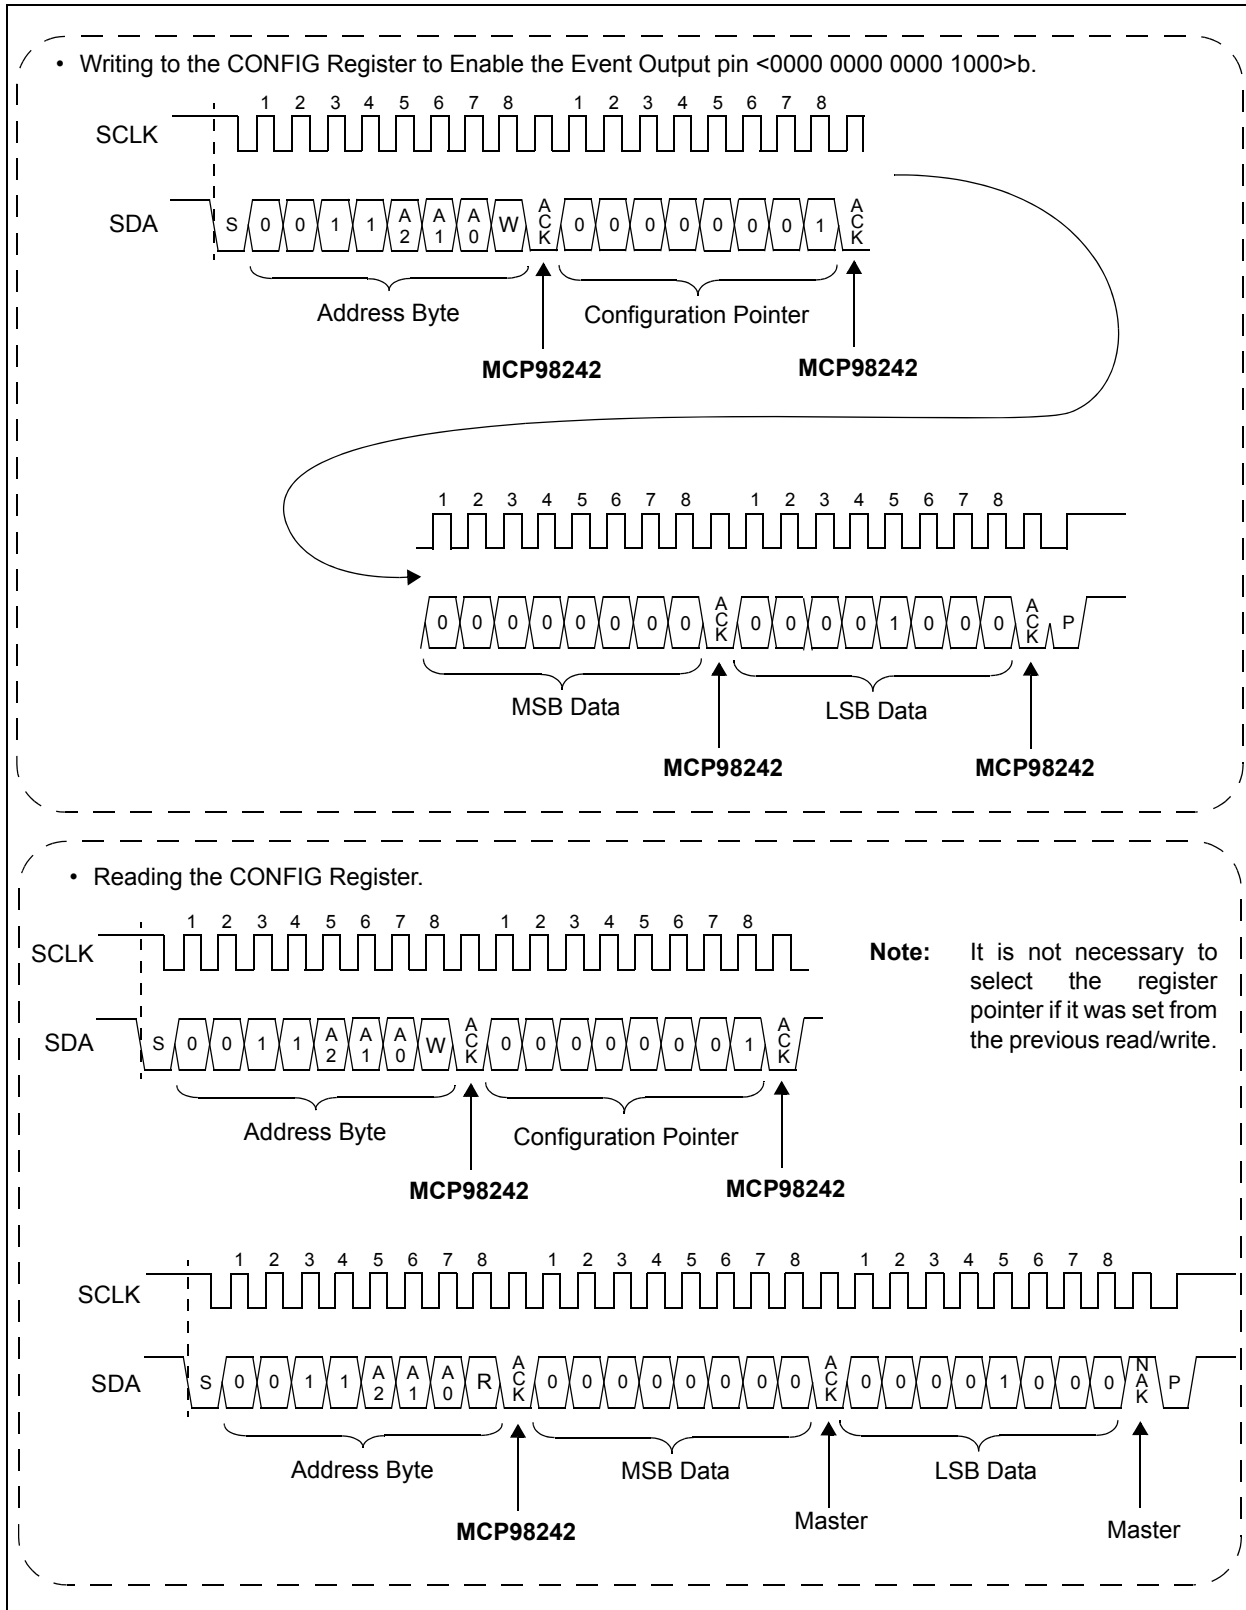 • Writing to the CONFIG Register to Enable the Event Output pin <0000 0000 0000 1000>b.
1 2 3 4 5 6 7 8 1 2 3 4 5 6 7 8
SCLK
SDA
S 0 0 1 1 A2 A1 A0 W ACK 0 0 0 0 0 0 0 1 ACK
Address Byte Configuration Pointer
MCP98242 MCP98242
1 2 3 4 5 6 7 8 1 2 3 4 5 6 7 8
0 0 0 0 0 0 0 0 ACK 0 0 0 0 1 0 0 0 ACK P
MSB Data LSB Data
MCP98242 MCP98242
• Reading the CONFIG Register.
1 2 3 4 5 6 7 8 1 2 3 4 5 6 7 8
SCLK
Note: It is not necessary to
select the register
pointer if it was set from
the previous read/write.
SDA
S 0 0 1 1 A2 A1 A0 W ACK 0 0 0 0 0 0 0 1 ACK
Address Byte Configuration Pointer
MCP98242 MCP98242
1 2 3 4 5 6 7 8 1 2 3 4 5 6 7 8 1 2 3 4 5 6 7 8
SCLK
SDA
S 0 0 1 1 A2 A1 A0 R ACK 0 0 0 0 0 0 0 0 ACK 0 0 0 0 1 0 0 0 NAK P
Address Byte MSB Data LSB Data
MCP98242 Master Master